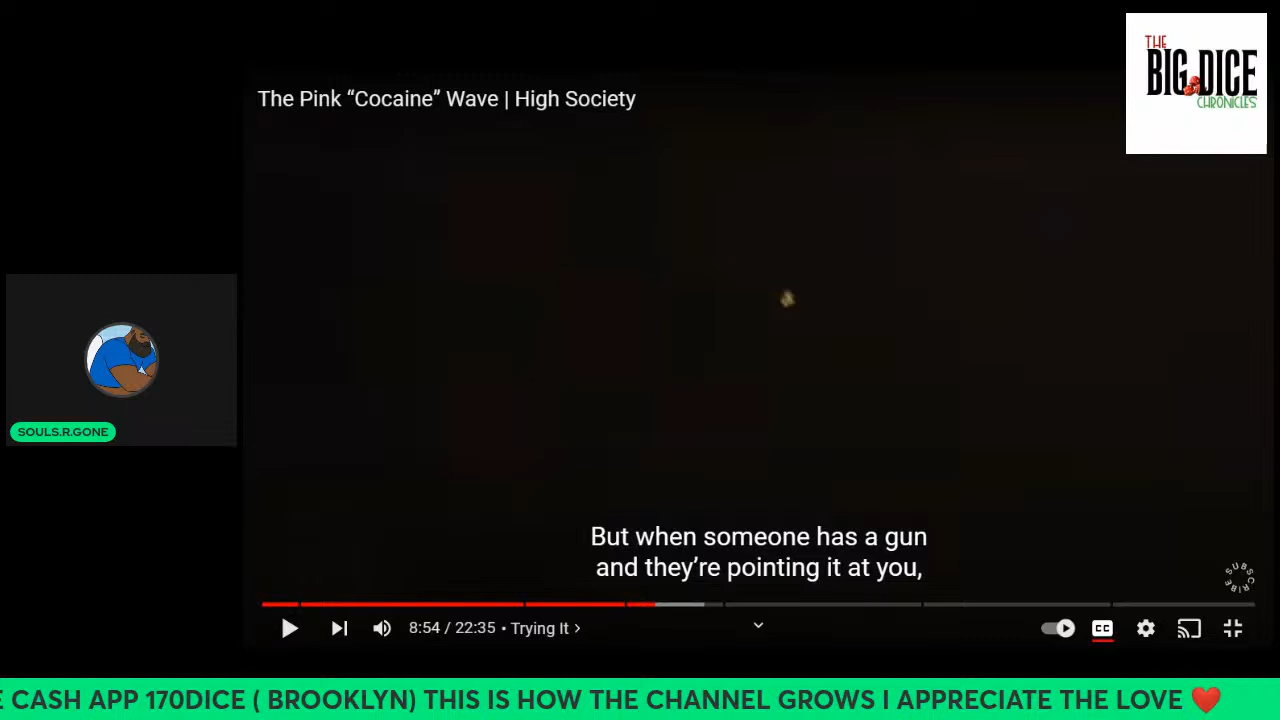 THE
BIG DICE
CHRONICLES
The Pink “Cocaine” Wave | High Society
SOULS.R.GONE
But when someone has a gun
and they’re pointing it at you,
SUBSCRIBE
8:54 / 22:35 • Trying It ›
CC
E CASH APP 170DICE ( BROOKLYN) THIS IS HOW THE CHANNEL GROWS I APPRECIATE THE LOVE ❤️